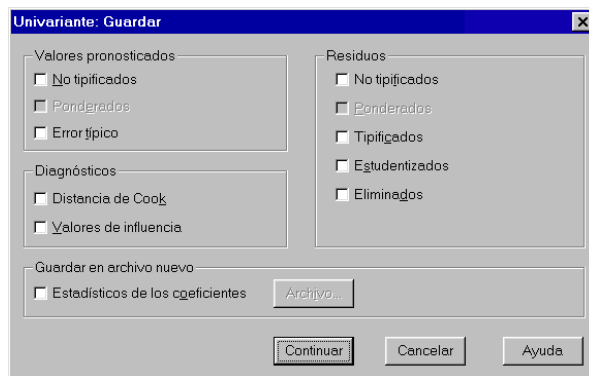 Univariante: Guardar
Valores pronosticados
No tipificados
Ponderados
Error típico
Diagnósticos
Distancia de Cook
Valores de influencia
Residuos
No tipificados
Ponderados
Tipificados
Estudentizados
Eliminados
Guardar en archivo nuevo
Estadísticos de los coeficientes
Archivo...
Continuar
Cancelar
Ayuda